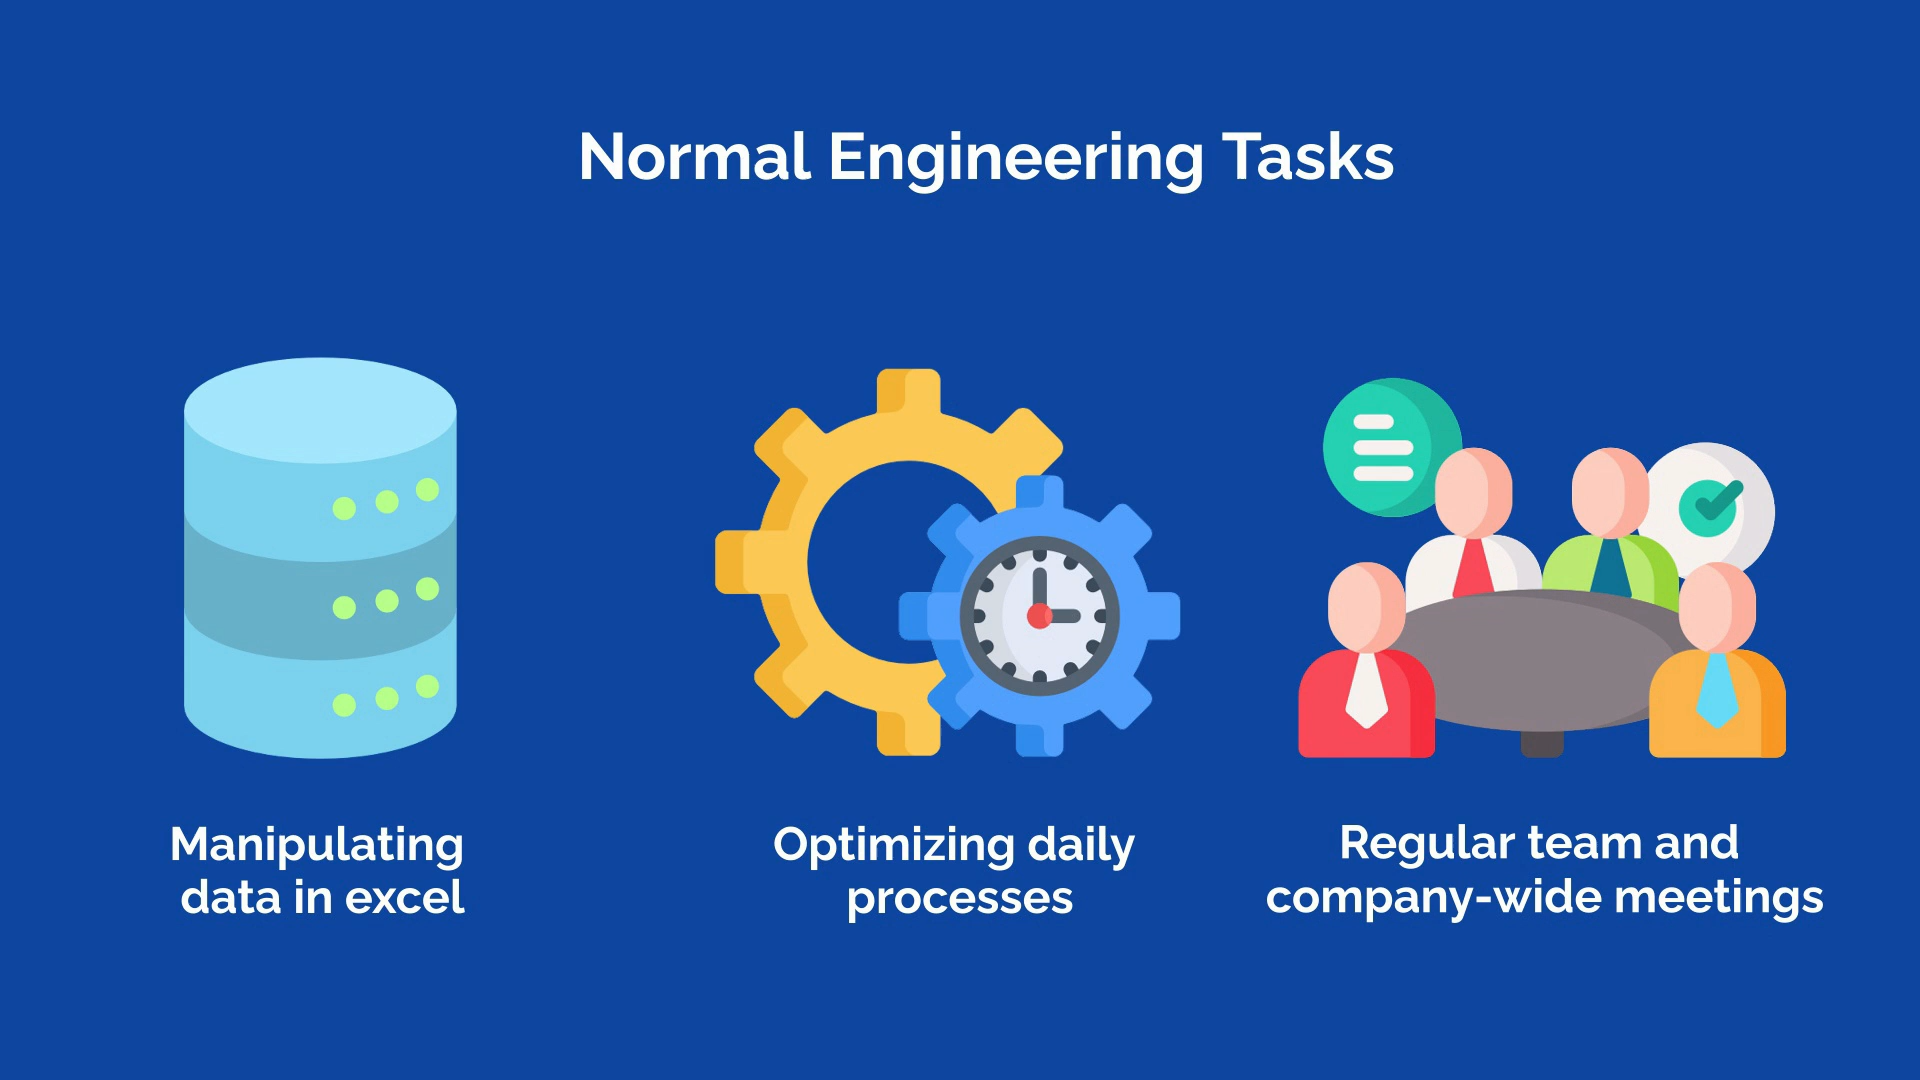 Normal Engineering Tasks
Manipulating
data in excel
Optimizing daily
processes
Regular team and
company-wide meetings